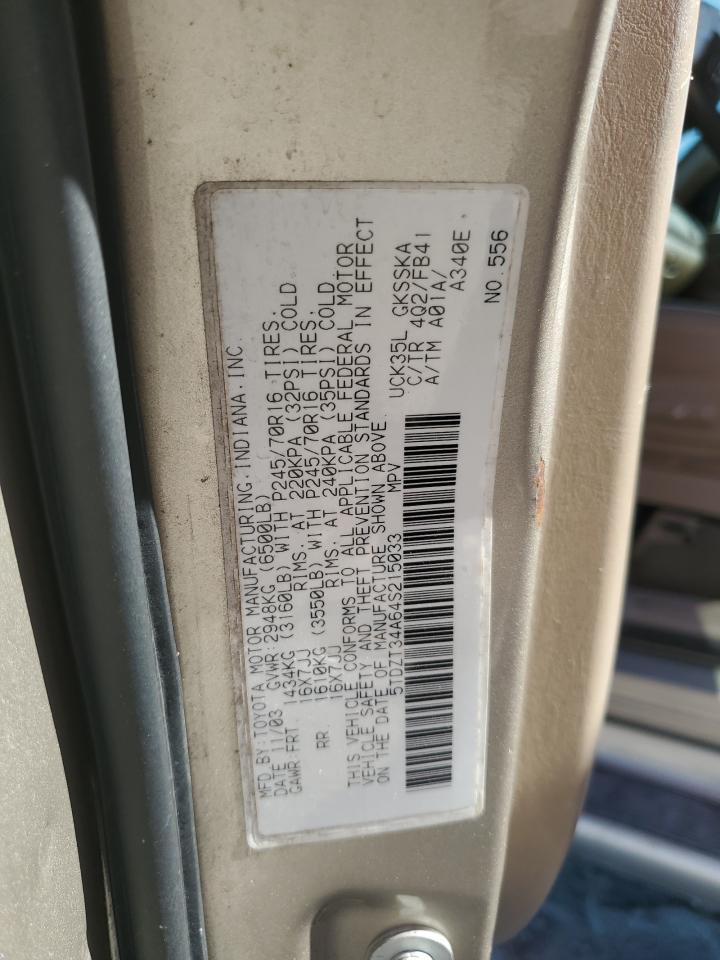 MFD BY:TOYOTA MOTOR MANUFACTURING.INDIANA.INC
DATE 11/03 GVWR:2948KG (6500LB)
GAWR:FRT. 1434KG (3160LB) WITH P245/70R16 TIRES.
16X7JJ RIMS. AT 220KPA (32PSI) COLD
RR. 1610KG (3550LB) WITH P245/70R16 TIRES.
16X7JJ RIMS. AT 240KPA (35PSI) COLD
THIS VEHICLE CONFORMS TO ALL APPLICABLE FEDERAL MOTOR
VEHICLE SAFETY AND THEFT PREVENTION STANDARDS IN EFFECT
ON THE DATE OF MANUFACTURE SHOWN ABOVE.
5TDZT34A64S215033 MPV
UCK35L GKSSKA
C/TR 4Q2/FB41
A/TM A01A/
A340E
NO.556